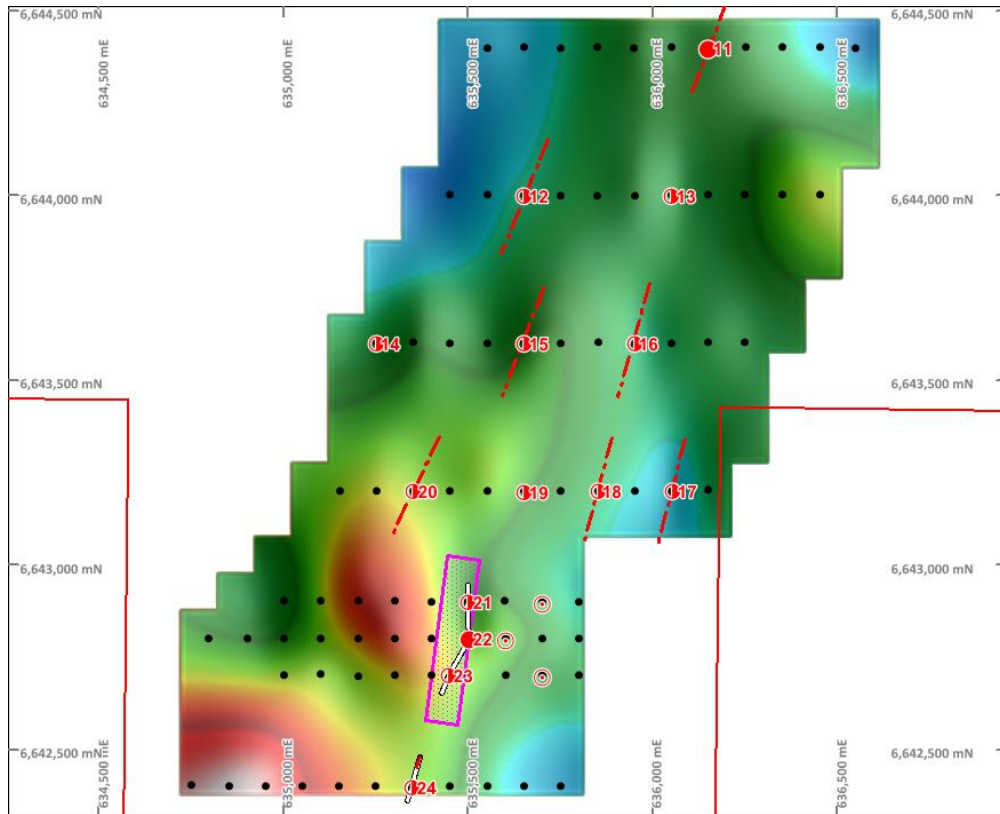 6,644,500 mN
634,500 mE
635,000 mE
635,500 mE
636,000 mE
636,500 mE
11
6,644,000 mN
12
13
6,644,000 mN
14
15
16
6,643,500 mN
6,643,500 mN
20
19
18
17
6,643,000 mN
6,643,000 mN
21
22
23
6,642,500 mN
6,642,500 mN
24
634,500 mE
635,000 mE
635,500 mE
636,000 mE
636,500 mE
6,644,500 mN